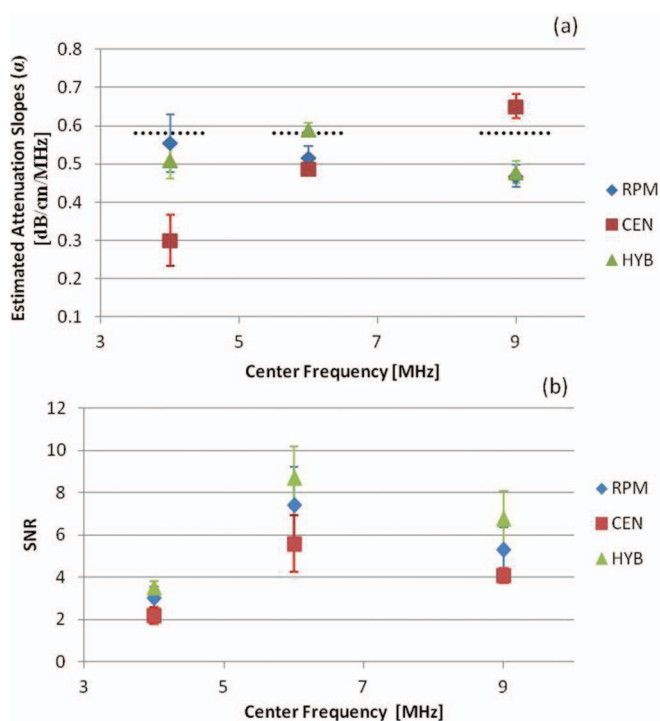 (a)
Estimated Attenuation Slopes (α)
[dB/cm/MHz]
0.8
0.7
0.6
0.5
0.4
0.3
0.2
0.1
3
5
7
9
Center Frequency [MHz]
RPM
CEN
HYB
(b)
SNR
12
10
8
6
4
2
0
3
5
7
9
Center Frequency [MHz]
RPM
CEN
HYB